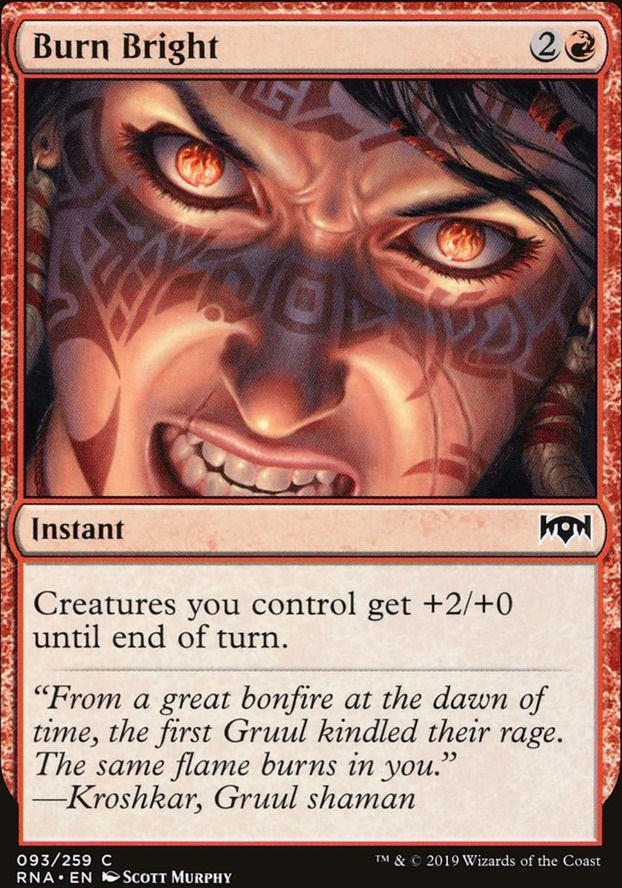 Burn Bright 2
Instant
Creatures you control get +2/+0
until end of turn.
“From a great bonfire at the dawn of
time, the first Gruul kindled their rage.
The same flame burns in you.”
—Kroshkar, Gruul shaman
093/259 C
™ & © 2019 Wizards of the Coast
RNA • EN Scott Murphy